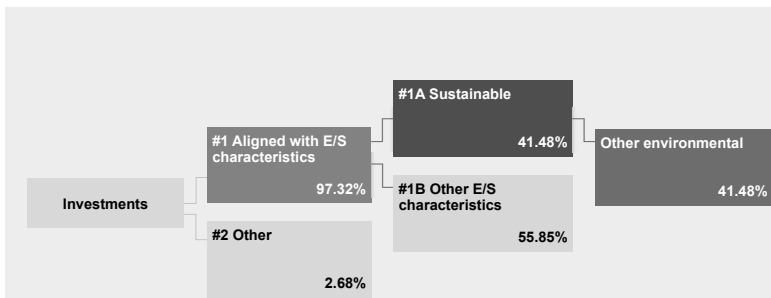 Investments
#1 Aligned with E/S
characteristics
97.32%
#2 Other
2.68%
#1A Sustainable
41.48%
#1B Other E/S
characteristics
55.85%
Other environmental
41.48%